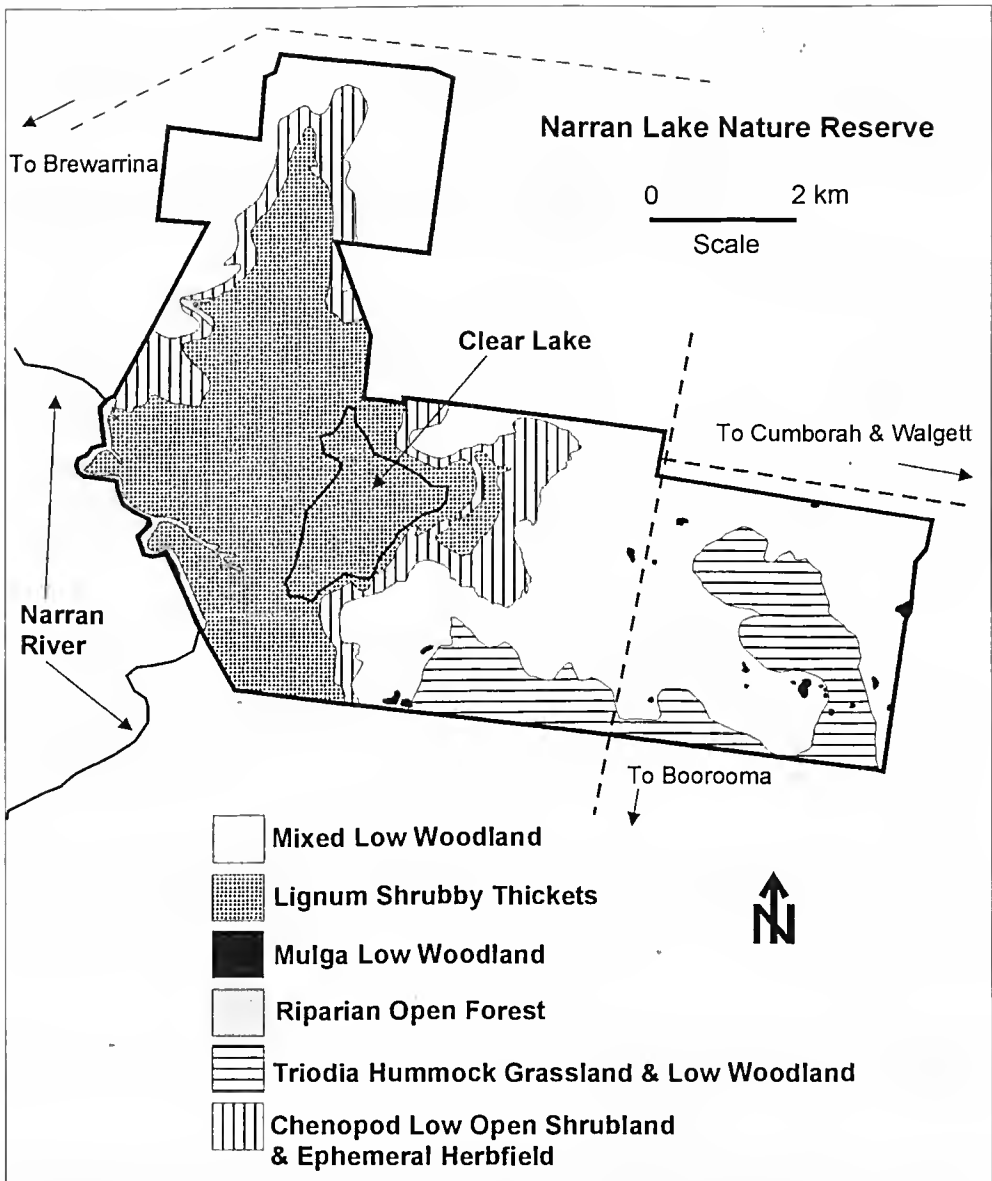 Narran Lake Nature Reserve
To Brewarrina
0 2 km
Scale
Clear Lake
To Cumborah & Walgett
Narran
River
To Boorooma
Mixed Low Woodland
Lignum Shrubby Thickets
Mulga Low Woodland
N
Riparian Open Forest
Triodia Hummock Grassland & Low Woodland
Chenopod Low Open Shrubland
& Ephemeral Herbfield